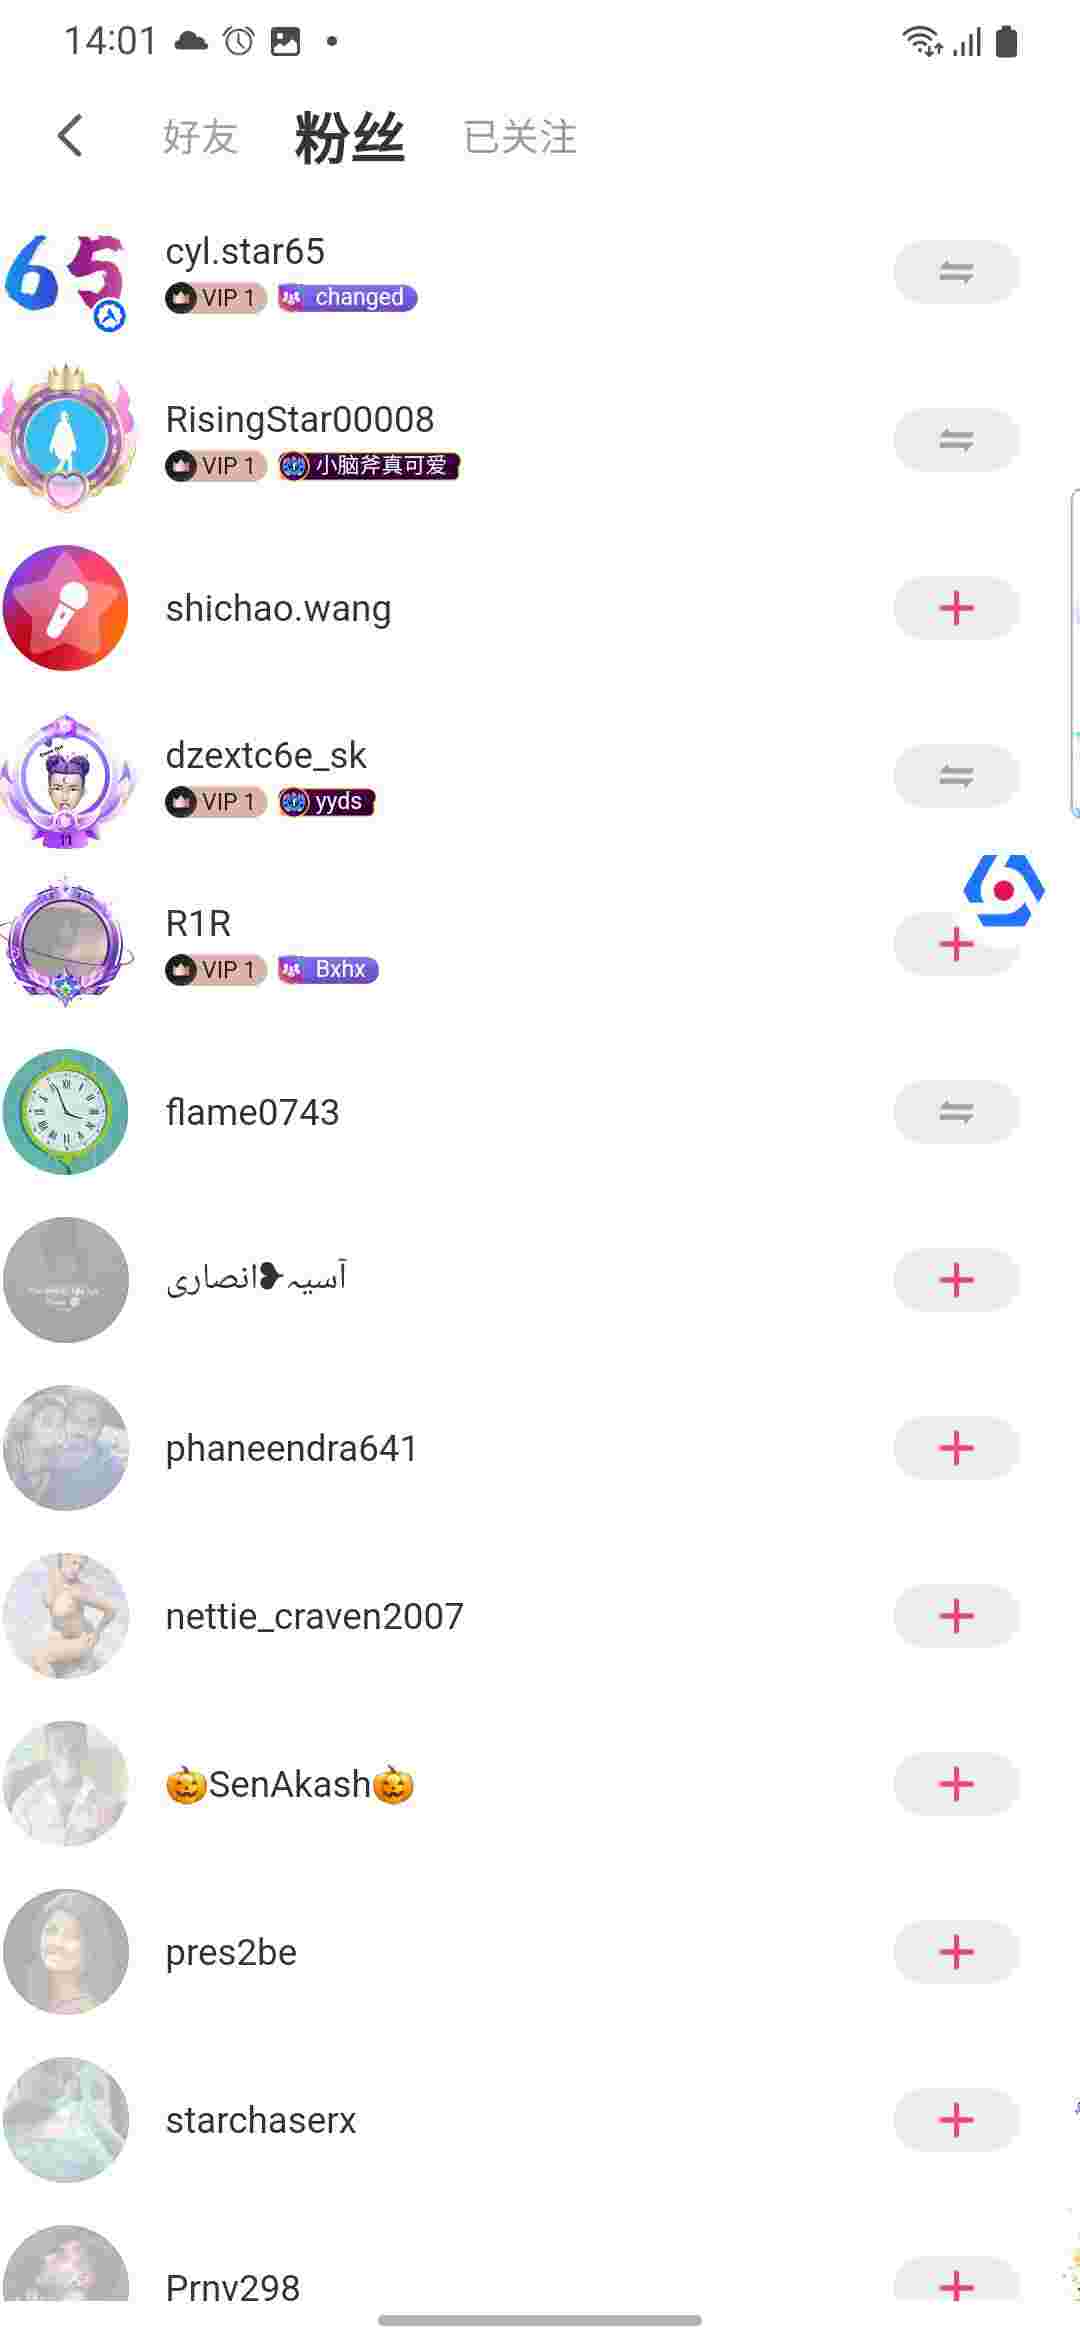 14:01
好友 粉丝 已关注
cyl.star65
VIP 1 changed
RisingStar00008
VIP 1 小脑斧真可爱
shichao.wang
dzextc6e_sk
VIP 1 yyds
11
R1R
VIP 1 Bxhx
flame0743
آسیہ❥انصاری
phaneendra641
nettie_craven2007
🎃SenAkash🎃
pres2be
starchaserx
Prnv298